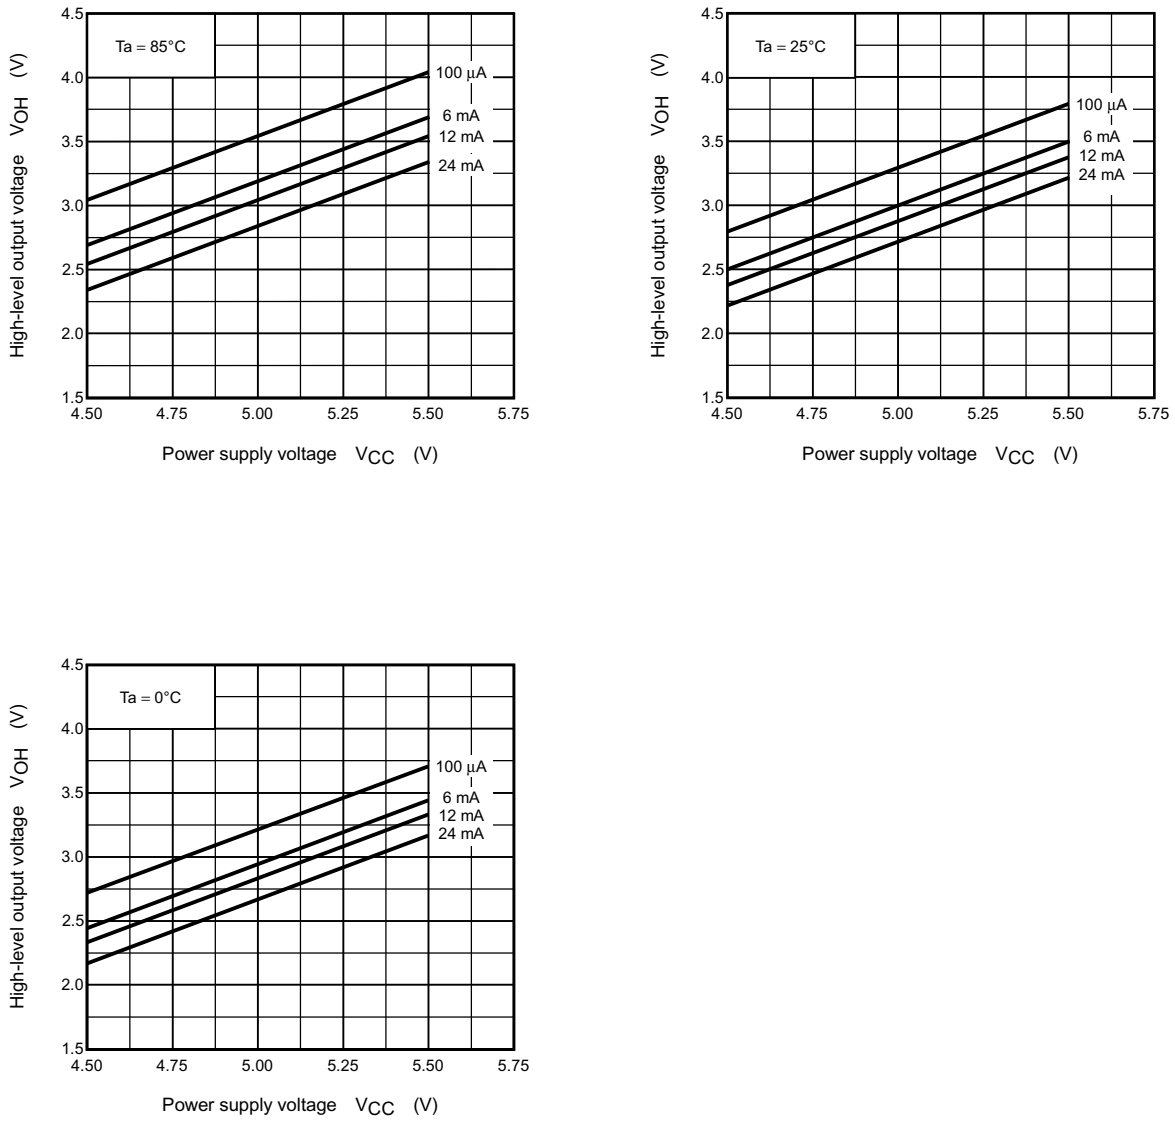 High-level output voltage VOH (V)
4.5
4.0
3.5
3.0
2.5
2.0
1.5
Ta = 85°C
100 μA
6 mA
12 mA
24 mA
4.50 4.75 5.00 5.25 5.50 5.75
Power supply voltage VCC (V)
High-level output voltage VOH (V)
4.5
4.0
3.5
3.0
2.5
2.0
1.5
Ta = 25°C
100 μA
6 mA
12 mA
24 mA
4.50 4.75 5.00 5.25 5.50 5.75
Power supply voltage VCC (V)
High-level output voltage VOH (V)
4.5
4.0
3.5
3.0
2.5
2.0
1.5
Ta = 0°C
100 μA
6 mA
12 mA
24 mA
4.50 4.75 5.00 5.25 5.50 5.75
Power supply voltage VCC (V)